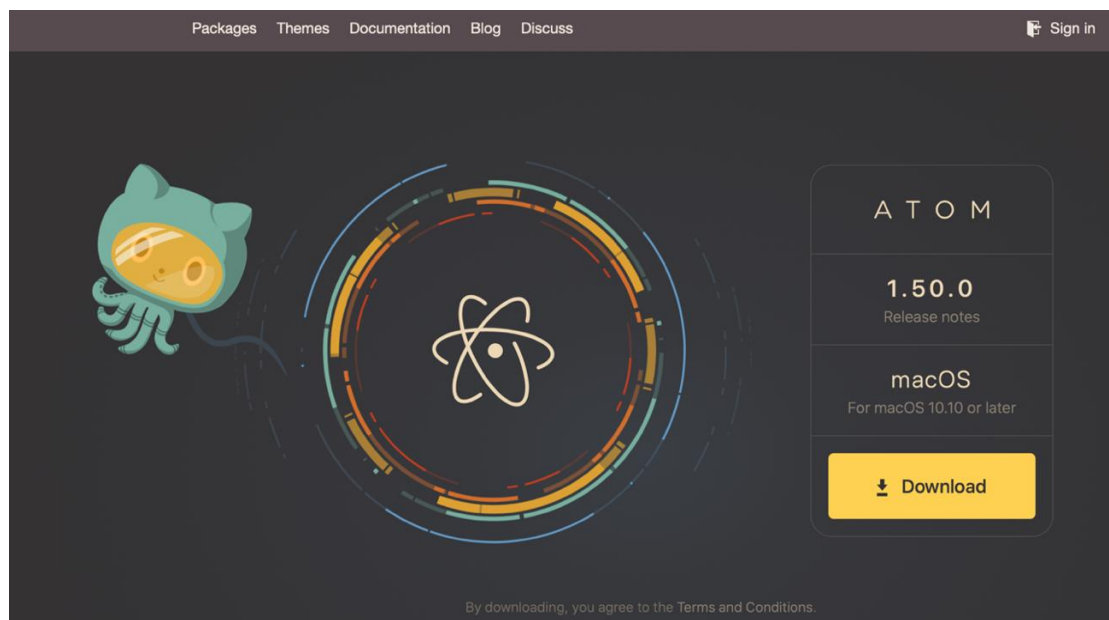 Packages Themes Documentation Blog Discuss Sign in
ATOM
1.50.0
Release notes
macOS
For macOS 10.10 or later
Download
By downloading, you agree to the Terms and Conditions.